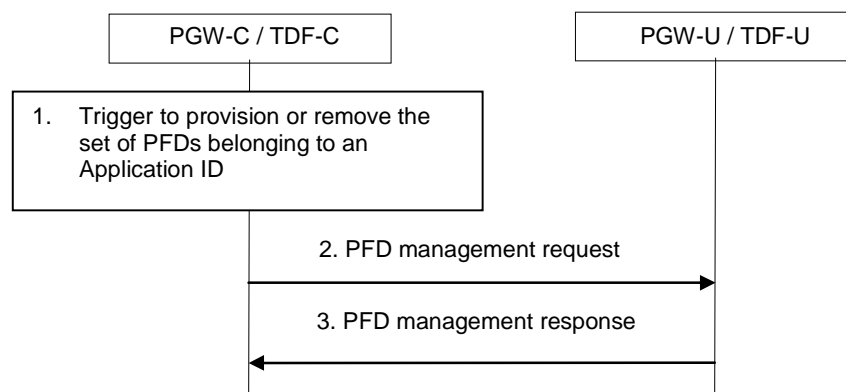 PGW-C / TDF-C
PGW-U / TDF-U
1. Trigger to provision or remove the
set of PFDs belonging to an
Application ID
2. PFD management request
3. PFD management response